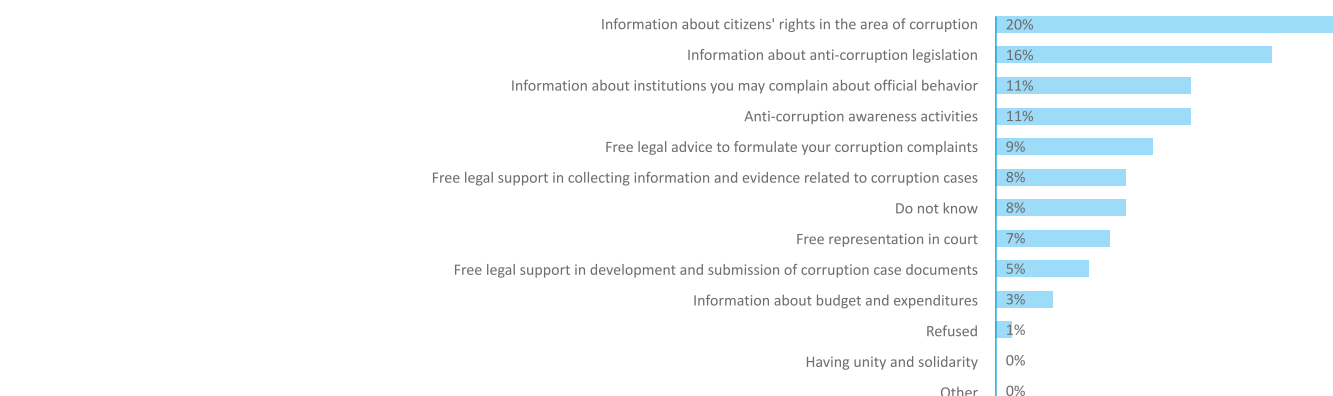 Information about citizens' rights in the area of corruption 20%
Information about anti-corruption legislation 16%
Information about institutions you may complain about official behavior 11%
Anti-corruption awareness activities 11%
Free legal advice to formulate your corruption complaints 9%
Free legal support in collecting information and evidence related to corruption cases 8%
Do not know 8%
Free representation in court 7%
Free legal support in development and submission of corruption case documents 5%
Information about budget and expenditures 3%
Refused 1%
Having unity and solidarity 0%
Other 0%